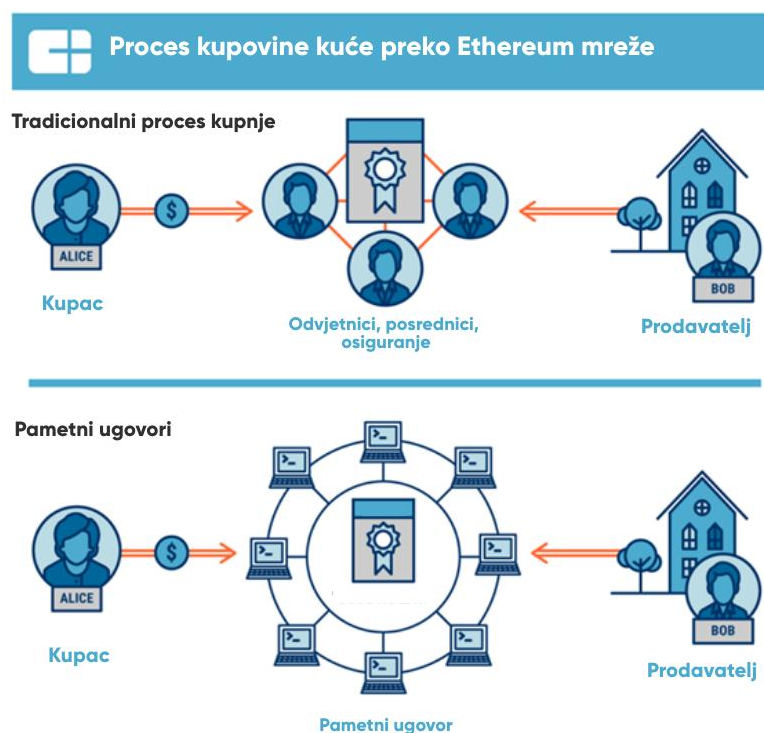 Proces kupovine kuće preko Ethereum mreže
Tradicionalni proces kupnje
$
ALICE
BOB
Kupac
Odvjetnici, posrednici,
osiguranje
Prodavatelj
Pametni ugovori
>_
>_
>_
>_
$
>_
>_
>_
>_
ALICE
BOB
Kupac
Prodavatelj
Pametni ugovor